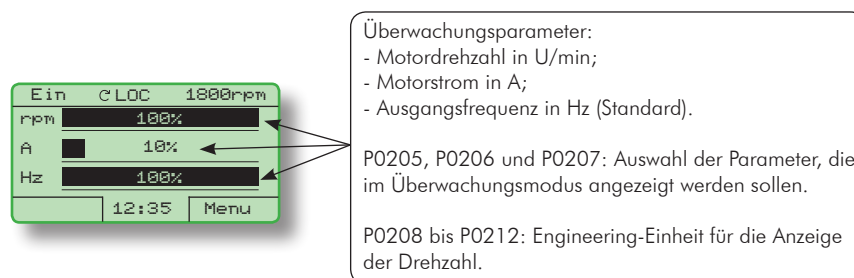 Ein CLOC 1800rpm
rpm 100%
A 10%
Hz 100%
12:35 Menu
Überwachungsparameter:
- Motordrehzahl in U/min;
- Motorstrom in A;
- Ausgangsfrequenz in Hz (Standard).
P0205, P0206 und P0207: Auswahl der Parameter, die
im Überwachungsmodus angezeigt werden sollen.
P0208 bis P0212: Engineering-Einheit für die Anzeige
der Drehzahl.